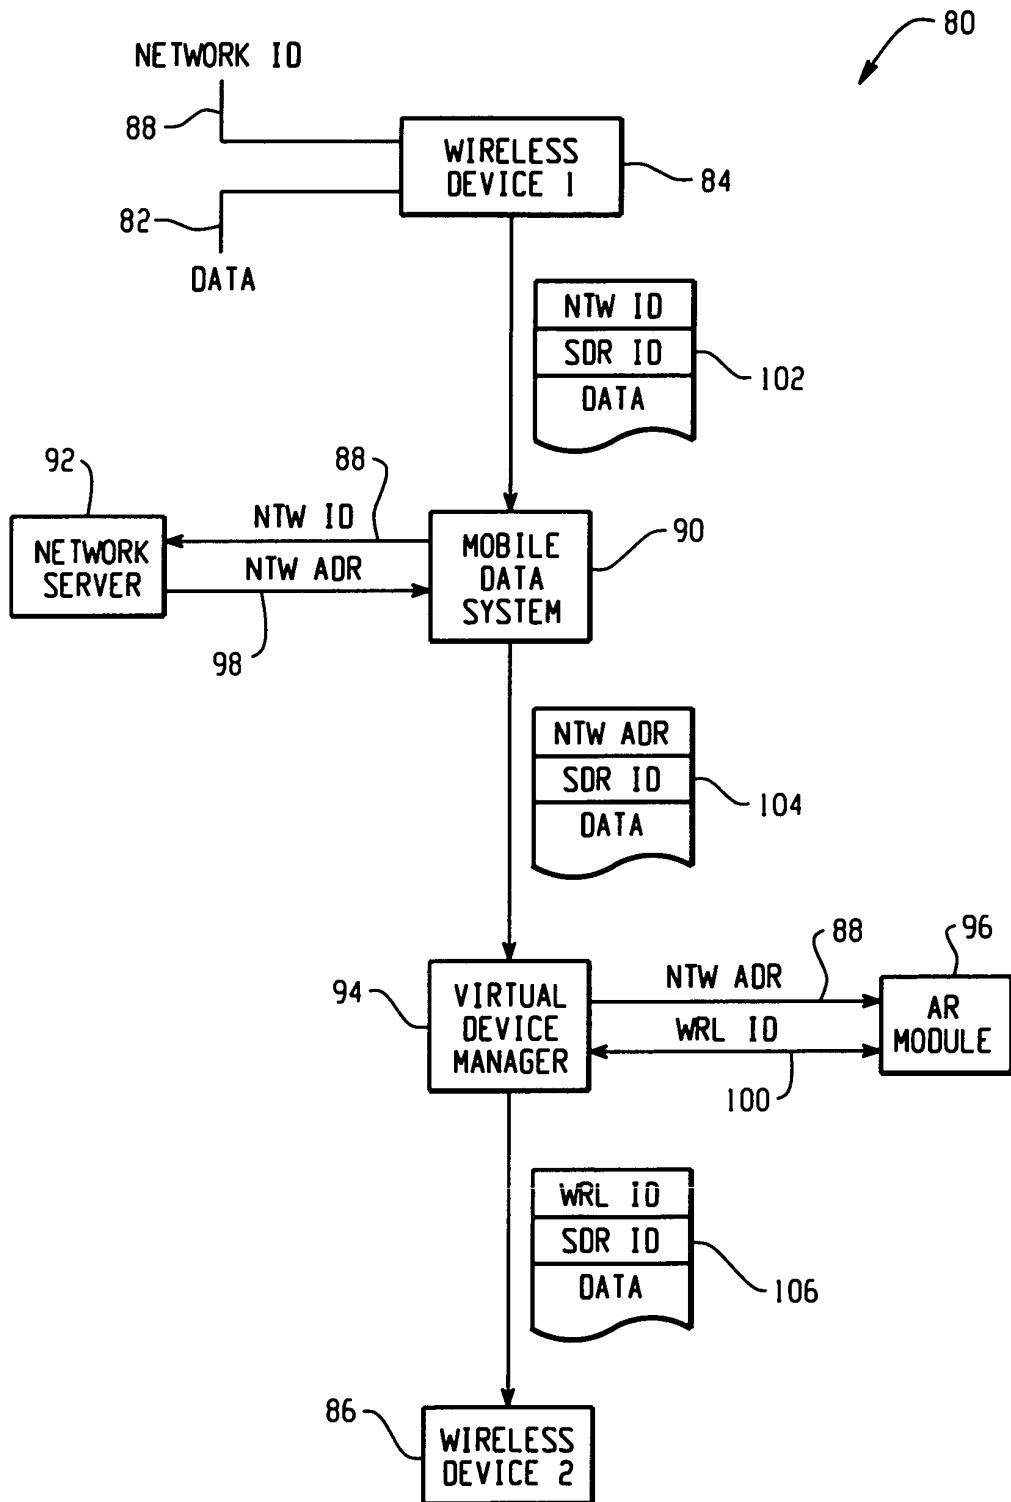 80
NETWORK ID
88
WIRELESS
DEVICE 1
84
82
DATA
NTW ID
SDR ID
102
DATA
92
88
NTW ID
90
NETWORK
SERVER
MOBILE
DATA
SYSTEM
NTW ADR
98
NTW ADR
SDR ID
104
DATA
88
96
94
VIRTUAL
DEVICE
MANAGER
NTW ADR
AR
MODULE
WRL ID
100
WRL ID
SDR ID
106
DATA
86
WIRELESS
DEVICE 2